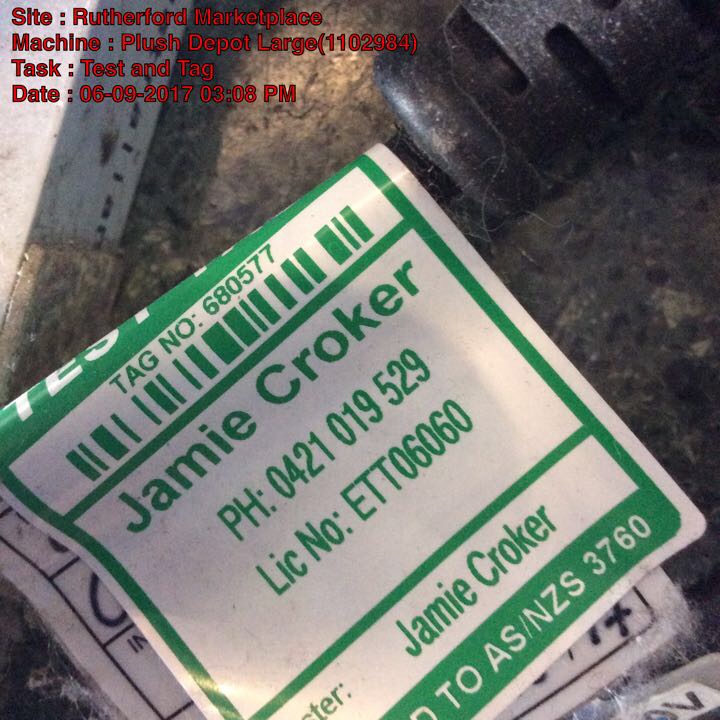 Site : Rutherford Marketplace
Machine : Plush Depot Large(1102984)
Task : Test and Tag
Date : 06-09-2017 03:08 PM
TAG NO: 680577
Jamie Croker
PH: 0421 019 529
Lic No: ETT06060
Jamie Croker
TO AS/NZS 3760